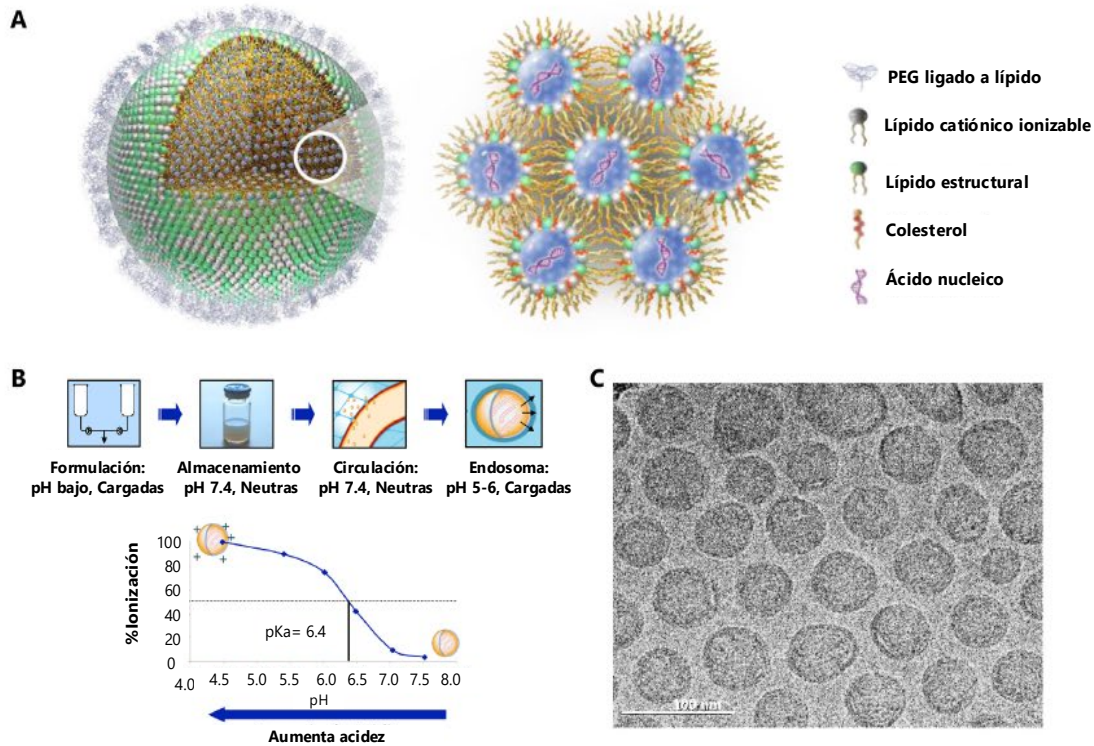 A
PEG ligado a lípido
Lípido catiónico ionizable
Lípido estructural
Colesterol
Ácido nucleico
B
Formulación:
pH bajo, Cargadas
Almacenamiento
pH 7.4, Neutras
Circulación:
pH 7.4, Neutras
Endosoma:
pH 5-6, Cargadas
%Ionización
100
80
60
40
20
0
pKa= 6.4
4.0 4.5 5.0 5.5 6.0 6.5 7.0 7.5 8.0
pH
Aumenta acidez
C
100 nm